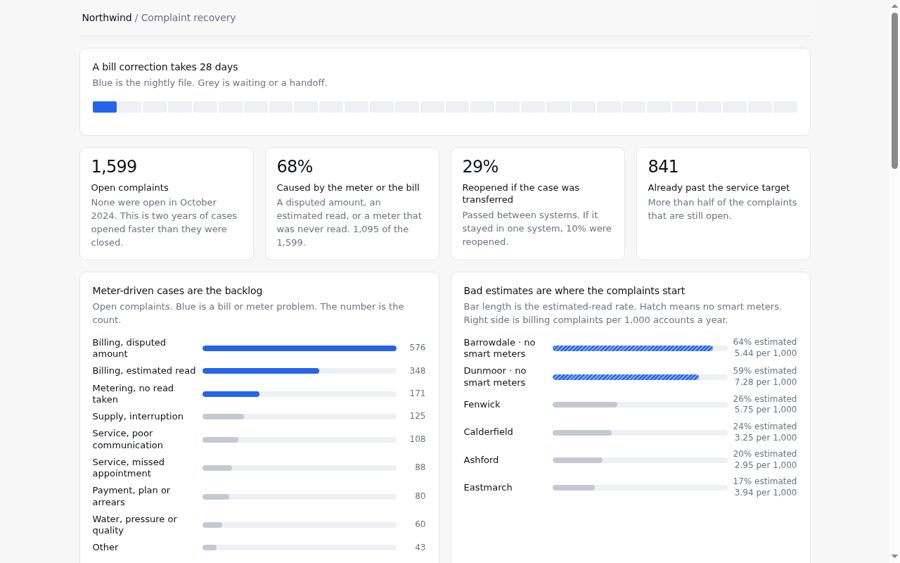 Northwind / Complaint recovery
A bill correction takes 28 days
Blue is the nightly file. Grey is waiting or a handoff.
1,599
Open complaints
None were open in October
2024. This is two years of cases
opened faster than they were
closed.
68%
Caused by the meter or the bill
A disputed amount, an
estimated read, or a meter that
was never read. 1,095 of the
1,599.
29%
Reopened if the case was
transferred
Passed between systems. If it
stayed in one system, 10% were
reopened.
841
Already past the service target
More than half of the complaints
that are still open.
Meter-driven cases are the backlog
Open complaints. Blue is a bill or meter problem. The number is the
count.
Billing, disputed
amount
576
Billing, estimated read
348
Metering, no read
taken
171
Supply, interruption
125
Service, poor
communication
108
Service, missed
appointment
88
Payment, plan or
arrears
80
Water, pressure or
quality
60
Other
43
Bad estimates are where the complaints start
Bar length is the estimated-read rate. Hatch means no smart meters.
Right side is billing complaints per 1,000 accounts a year.
Barrowdale · no
smart meters
64% estimated
5.44 per 1,000
Dunmoor · no
smart meters
59% estimated
7.28 per 1,000
Fenwick
26% estimated
5.75 per 1,000
Calderfield
24% estimated
3.25 per 1,000
Ashford
20% estimated
2.95 per 1,000
Eastmarch
17% estimated
3.94 per 1,000